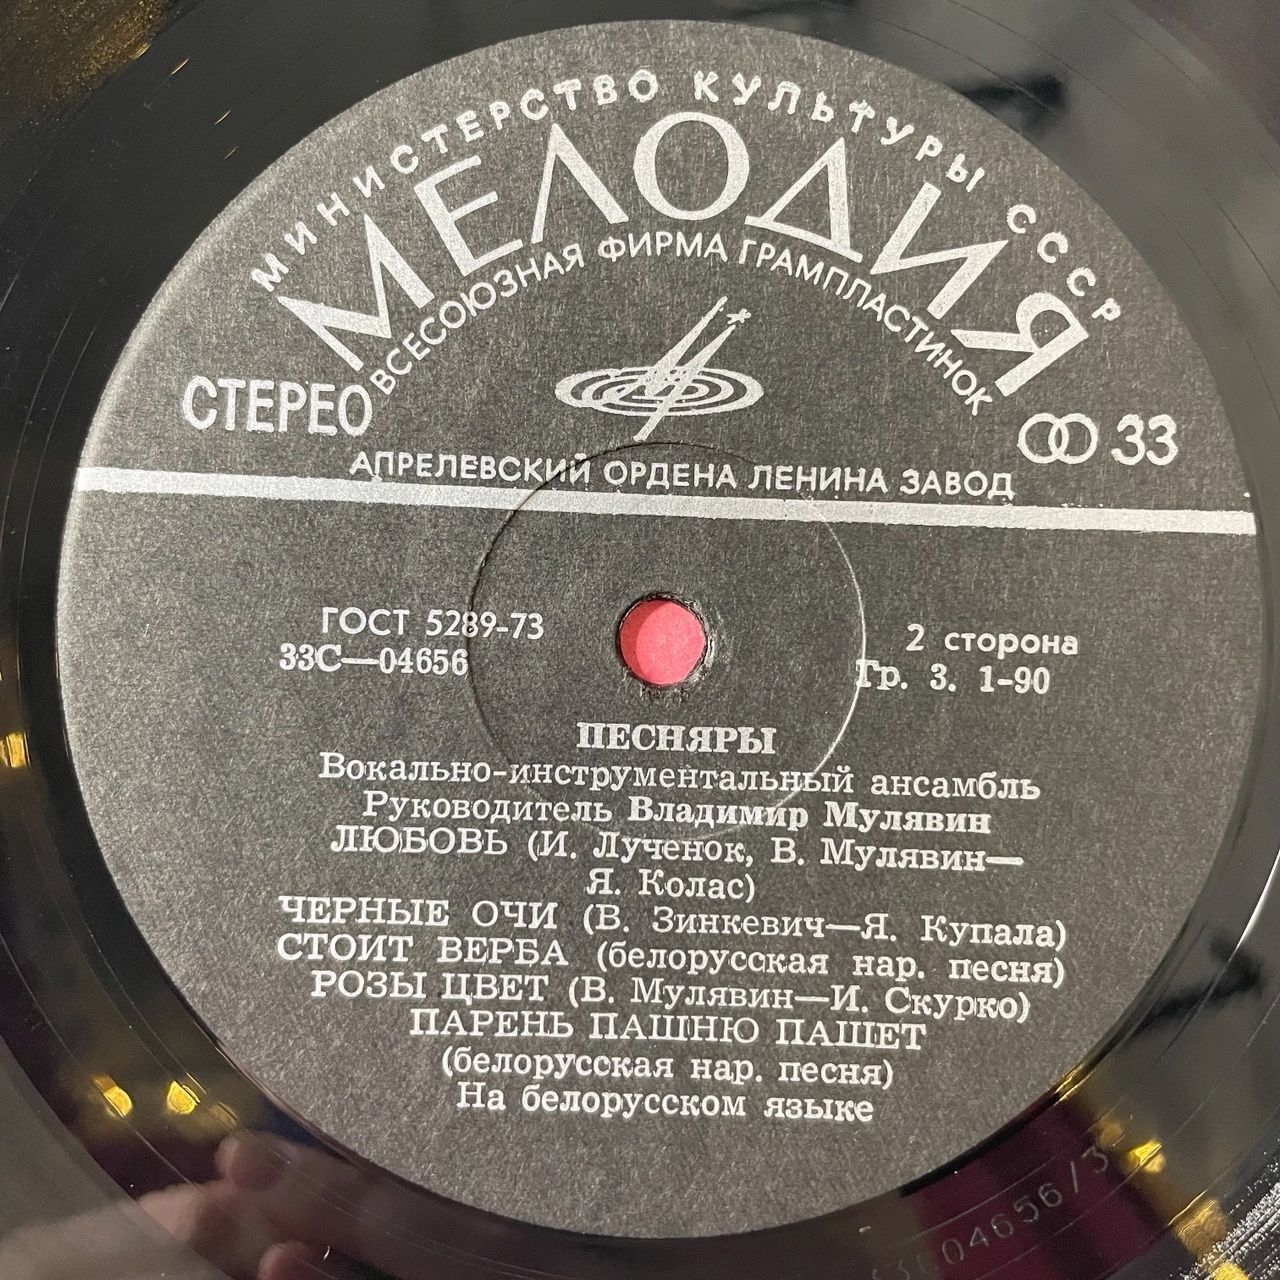 МИНИСТЕРСТВО КУЛЬТУРЫ СССР
МЕЛОДИЯ
ВСЕСОЮЗНАЯ ФИРМА ГРАМПЛАСТИНОК
СТЕРЕО
33
АПРЕЛЕВСКИЙ ОРДЕНА ЛЕНИНА ЗАВОД
ГОСТ 5289-73
33С—04656
2 сторона
Гр. 3. 1-90
ПЕСНЯРЫ
Вокально-инструментальный ансамбль
Руководитель Владимир Мулявин
ЛЮБОВЬ (И. Лученок, В. Мулявин—
Я. Колас)
ЧЕРНЫЕ ОЧИ (В. Зинкевич—Я. Купала)
СТОИТ ВЕРБА (белорусская нар. песня)
РОЗЫ ЦВЕТ (В. Мулявин—И. Скурко)
ПАРЕНЬ ПАШНЮ ПАШЕТ
(белорусская нар. песня)
На белорусском языке